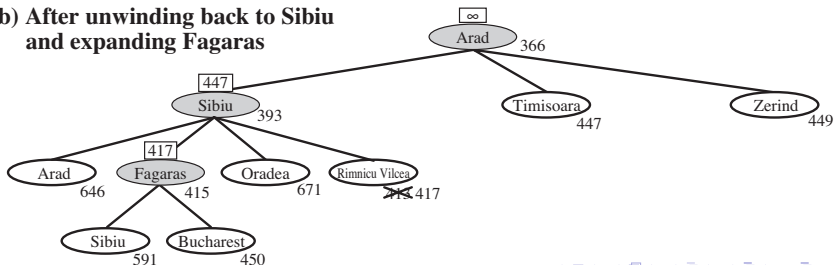 b) After unwinding back to Sibiu
and expanding Fagaras
∞
Arad
366
447
Sibiu
393
Timisoara
447
Zerind
449
417
Arad
646
Fagaras
415
Oradea
671
Rimnicu Vilcea
413 417
Sibiu
591
Bucharest
450